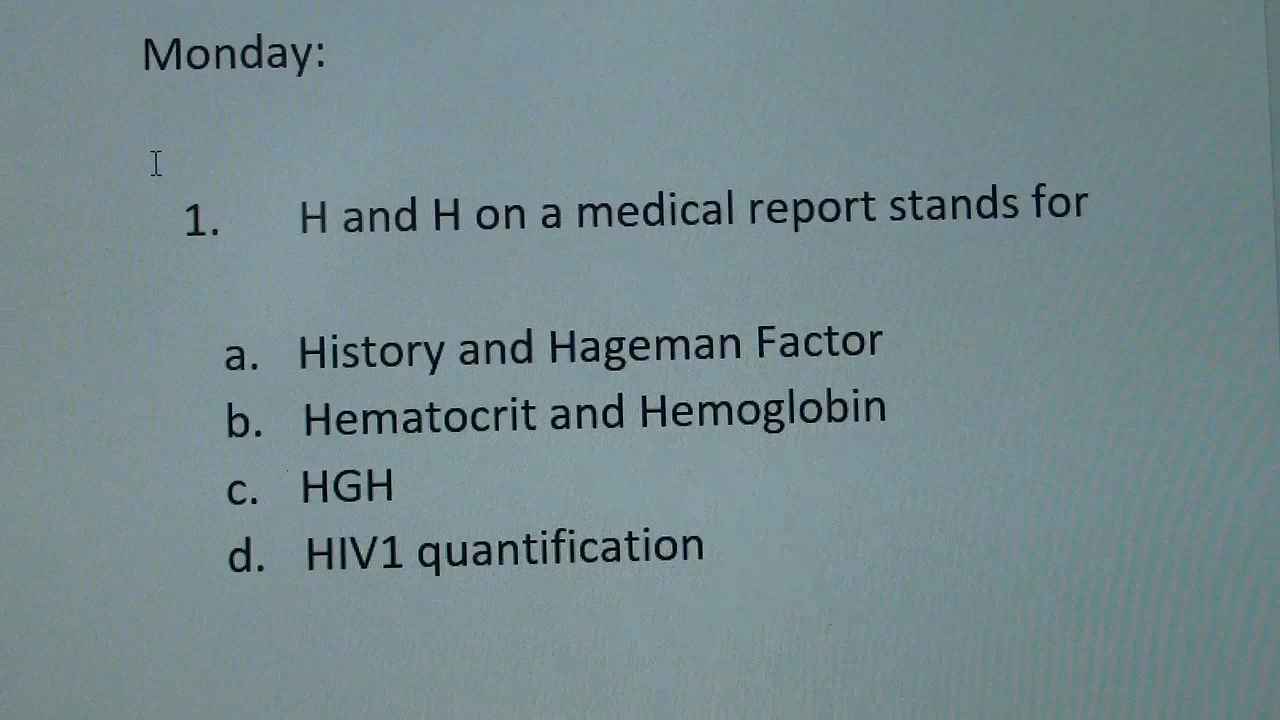 Monday:
1. H and H on a medical report stands for
a. History and Hageman Factor
b. Hematocrit and Hemoglobin
c. HGH
d. HIV1 quantification